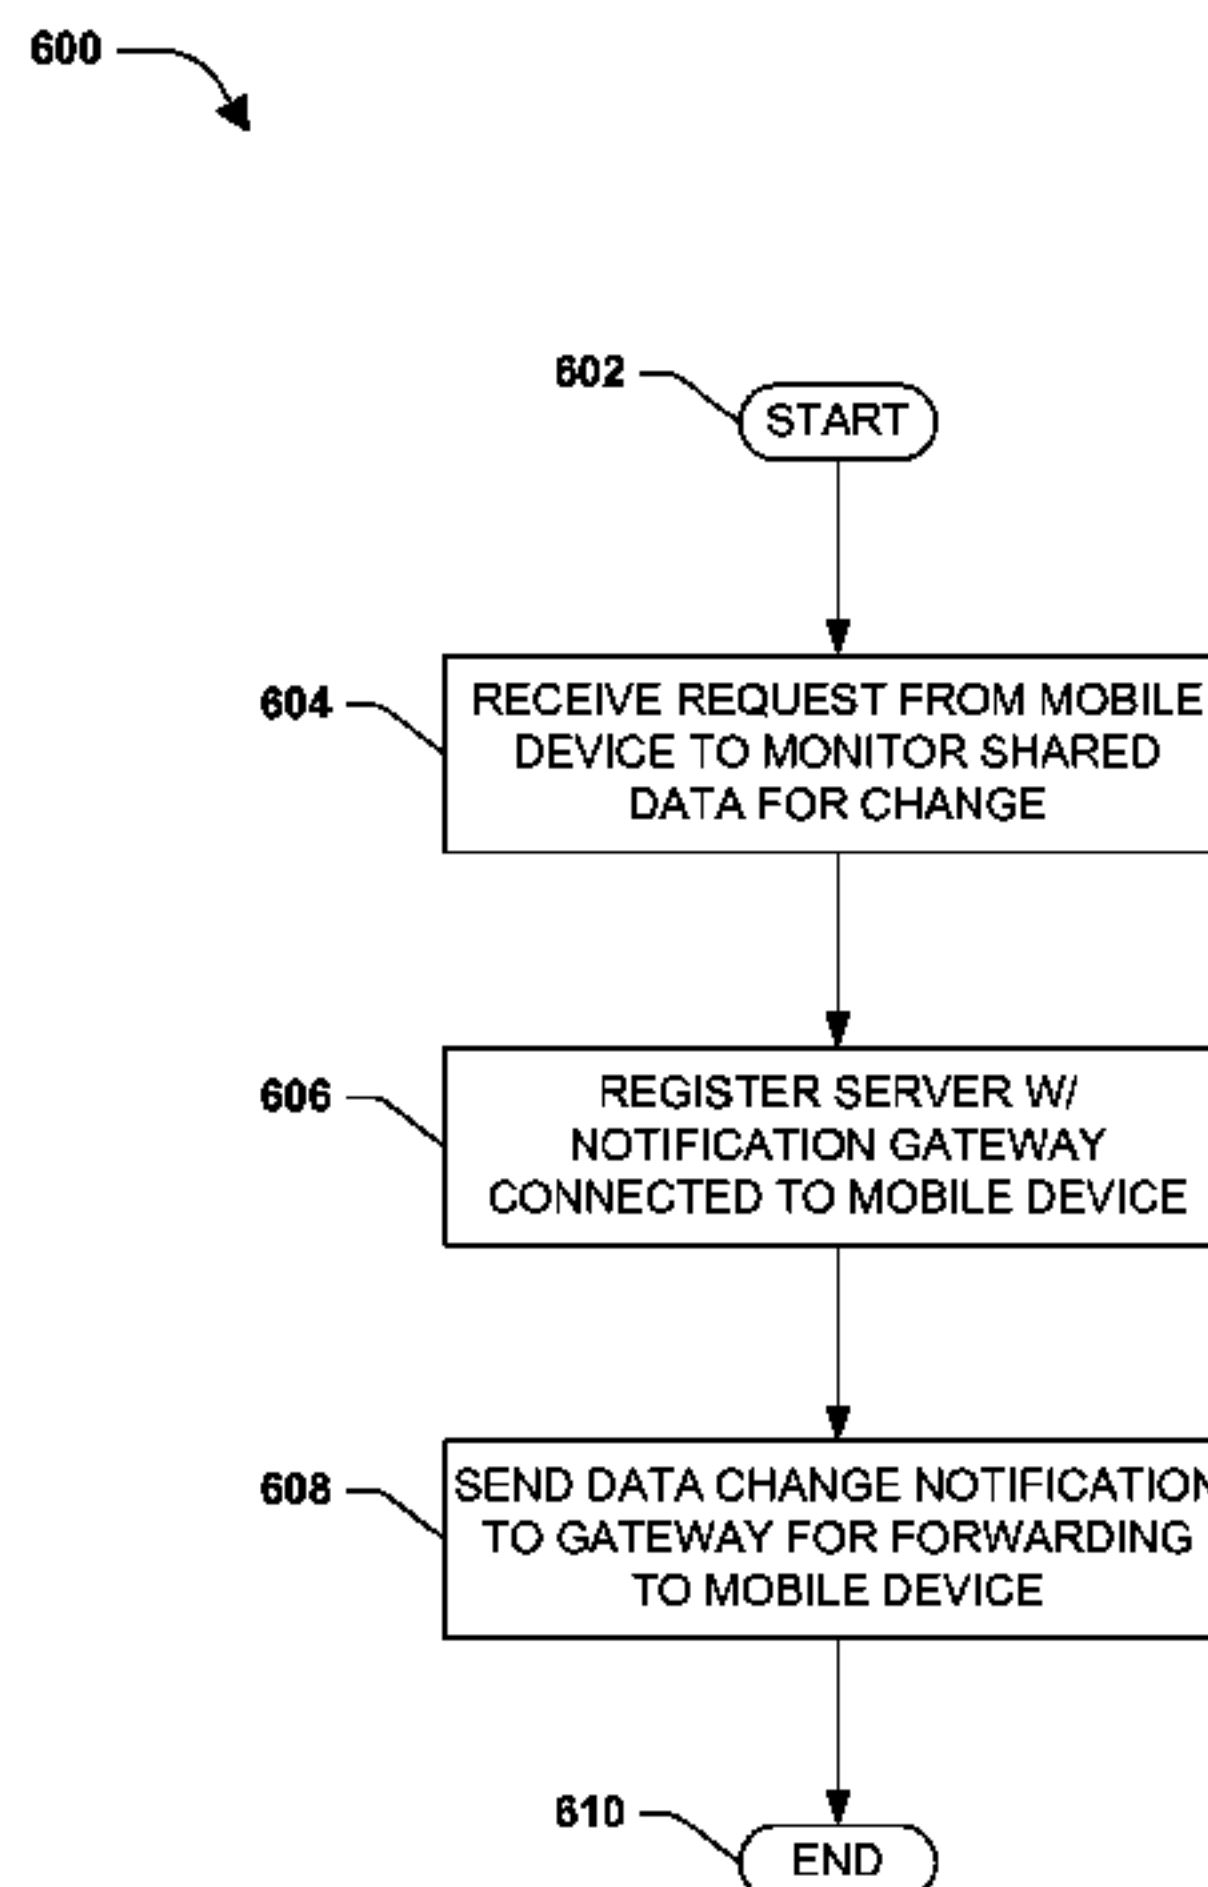 600
602
START
604
RECEIVE REQUEST FROM MOBILE
DEVICE TO MONITOR SHARED
DATA FOR CHANGE
606
REGISTER SERVER W/
NOTIFICATION GATEWAY
CONNECTED TO MOBILE DEVICE
608
SEND DATA CHANGE NOTIFICATION
TO GATEWAY FOR FORWARDING
TO MOBILE DEVICE
610
END